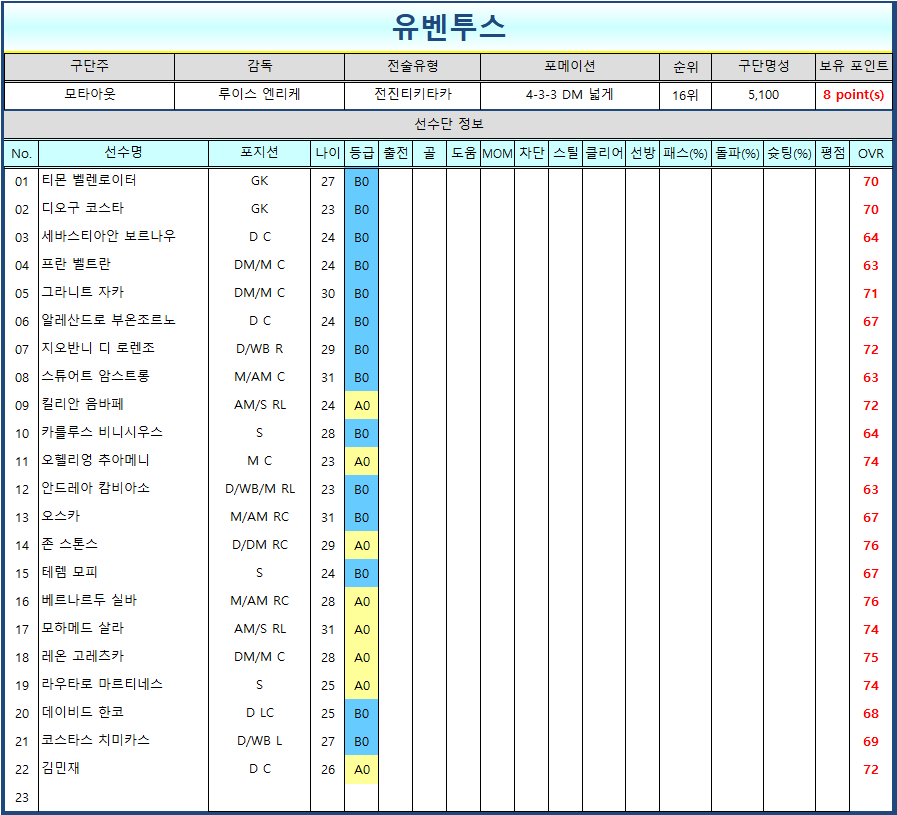 유벤투스
구단주 감독 전술유형 포메이션 순위 구단명성 보유 포인트
모타아웃 루이스 엔리케 전진티키타카 4-3-3 DM 넓게 16위 5,100 8 point(s)
선수단 정보
No. 선수명 포지션 나이 등급 출전 골 도움 MOM 차단 스틸 클리어 선방 패스(%) 돌파(%) 슛팅(%) 평점 OVR
01 티몬 벨렌로이터 GK 27 B0 70
02 디오구 코스타 GK 23 B0 70
03 세바스티아안 보르나우 D C 24 B0 64
04 프란 벨트란 DM/M C 24 B0 63
05 그라니트 자카 DM/M C 30 B0 71
06 알레산드로 부온조르노 D C 24 B0 67
07 지오반니 디 로렌조 D/WB R 29 B0 72
08 스튜어트 암스트롱 M/AM C 31 B0 63
09 킬리안 음바페 AM/S RL 24 A0 72
10 카를루스 비니시우스 S 28 B0 64
11 오헬리엉 추아메니 M C 23 A0 74
12 안드레아 캄비아소 D/WB/M RL 23 B0 63
13 오스카 M/AM RC 31 B0 67
14 존 스톤스 D/DM RC 29 A0 76
15 테렘 모피 S 24 B0 67
16 베르나르두 실바 M/AM RC 28 A0 76
17 모하메드 살라 AM/S RL 31 A0 74
18 레온 고레츠카 DM/M C 28 A0 75
19 라우타로 마르티네스 S 25 A0 74
20 데이비드 한코 D LC 25 B0 68
21 코스타스 치미카스 D/WB L 27 B0 69
22 김민재 D C 26 A0 72
23